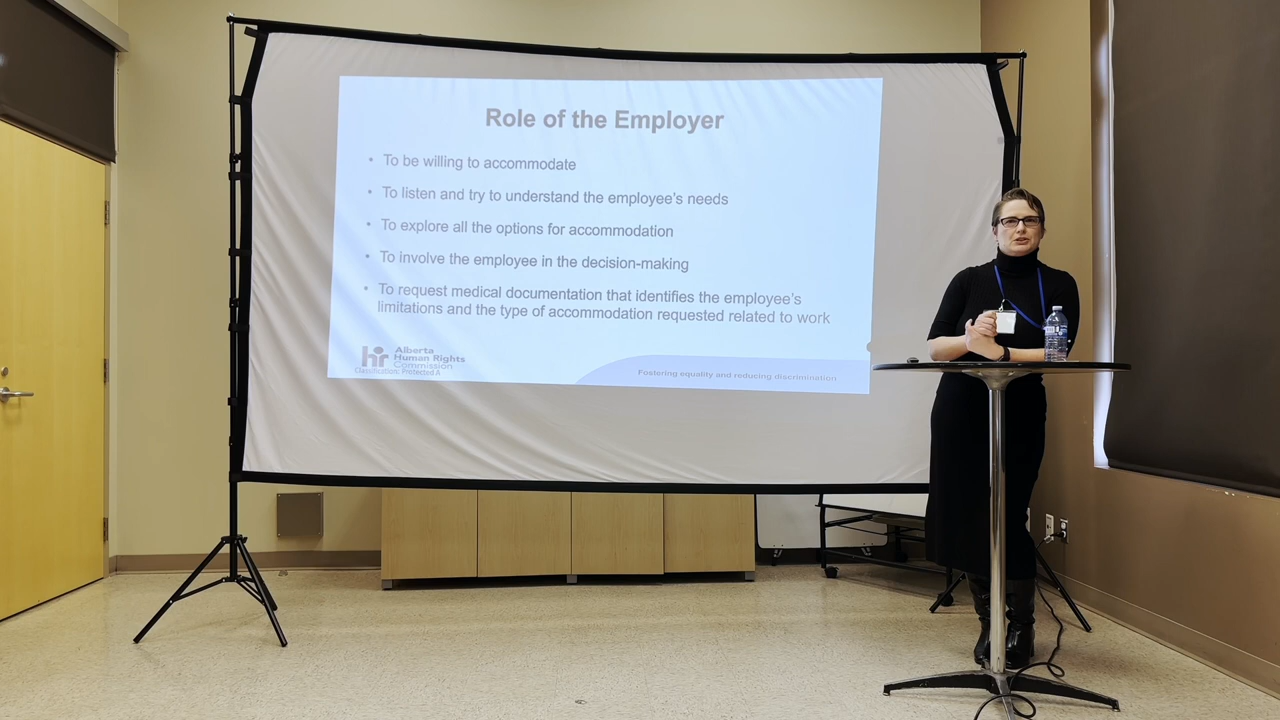 Role of the Employer
• To be willing to accommodate
• To listen and try to understand the employee's needs
• To explore all the options for accommodation
• To involve the employee in the decision-making
• To request medical documentation that identifies the employee's
limitations and the type of accommodation requested related to work
hr
Alberta
Human Rights
Commission
Classification: Protected A
Fostering equality and reducing discrimination